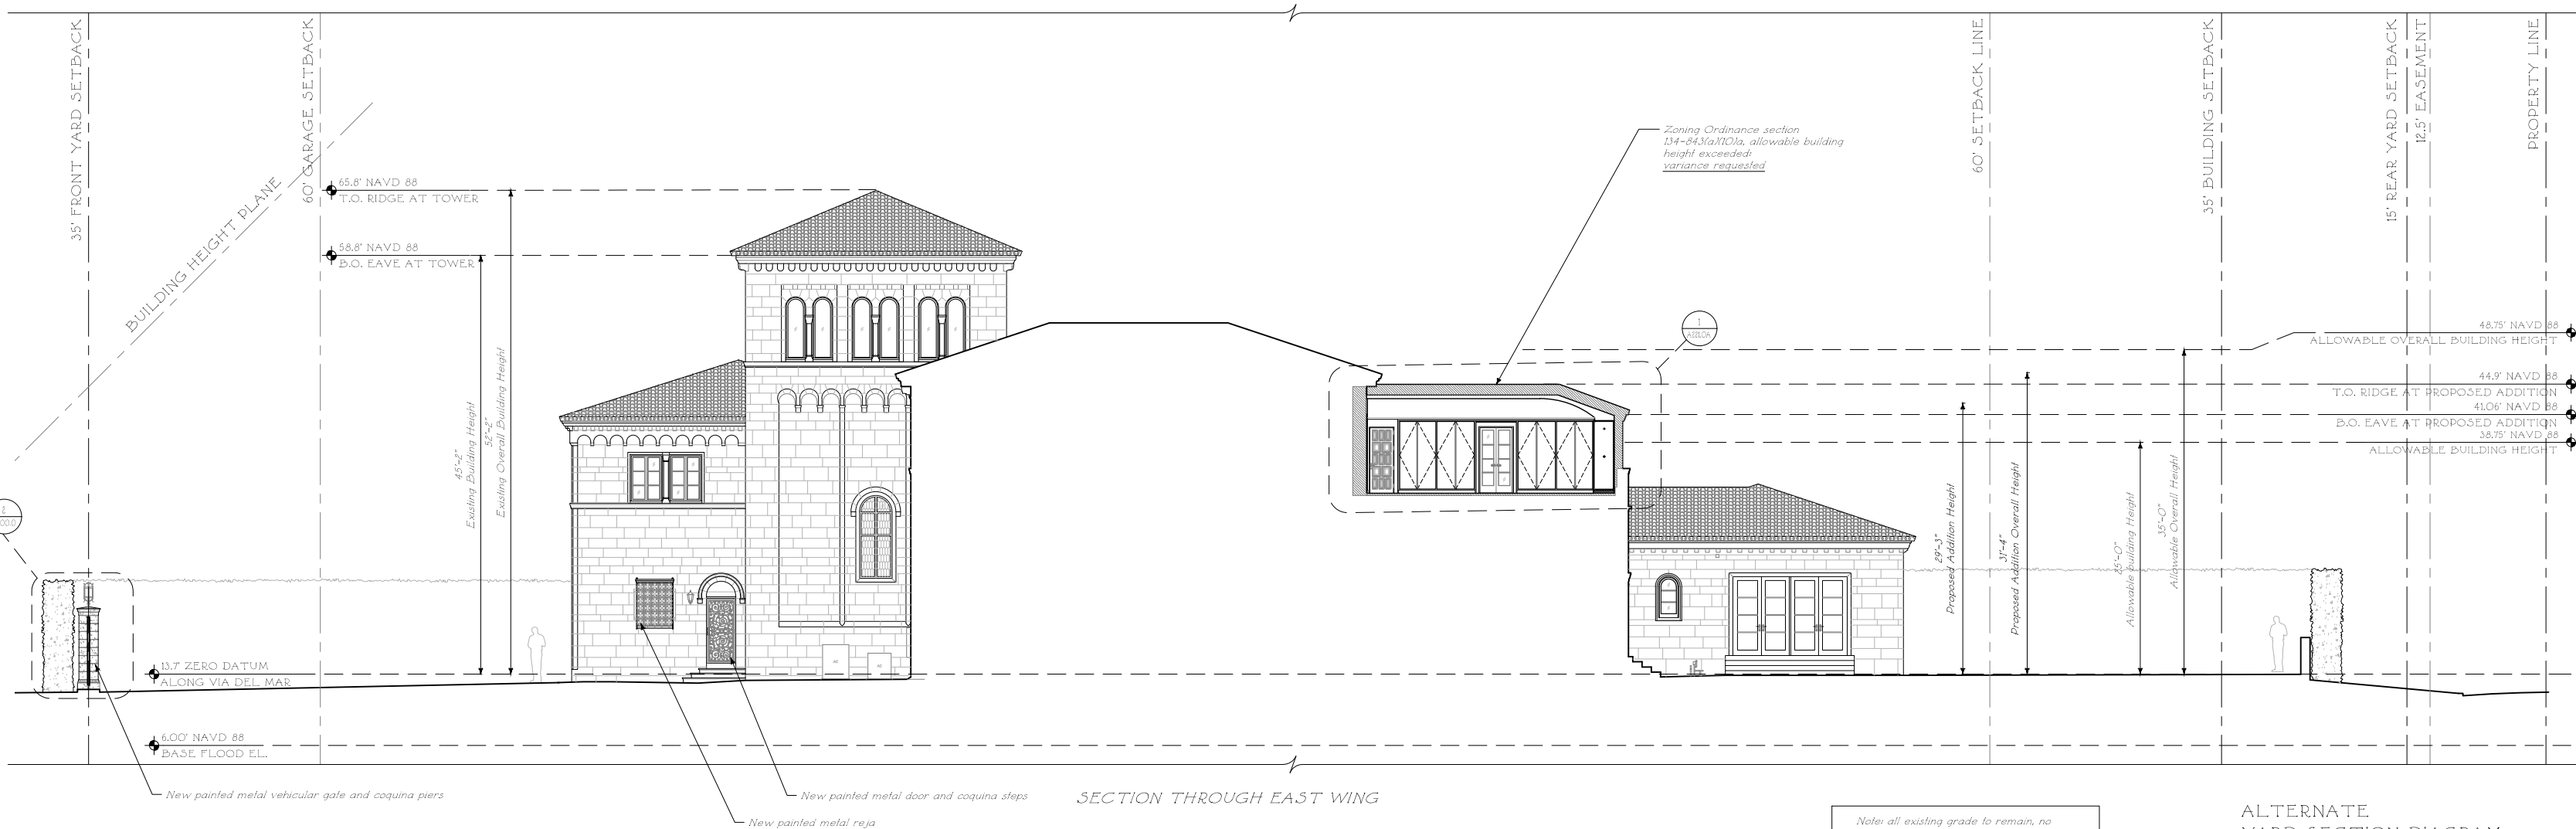 35' FRONT YARD SETBACK
60' GARAGE SETBACK
BUILDING HEIGHT PLANE
65.8' NAVD 88
T.O. RIDGE AT TOWER
58.8' NAVD 88
B.O. EAVE AT TOWER
45'-2"
Existing Building Height
52'-2"
Existing Overall Building Height
13.7' ZERO DATUM
ALONG VIA DEL MAR
6.00' NAVD 88
BASE FLOOD EL.
New painted metal vehicular gate and coquina piers
New painted metal door and coquina steps
New painted metal reja
SECTION THROUGH EAST WING
Zoning Ordinance section
134-843(a)(10)a, allowable building
height exceeded:
variance requested
1
60' SETBACK LINE
35' BUILDING SETBACK
15' REAR YARD SETBACK
12.5' EASEMENT
PROPERTY LINE
48.75' NAVD 88
ALLOWABLE OVERALL BUILDING HEIGHT
44.9' NAVD 88
T.O. RIDGE AT PROPOSED ADDITION
41.06' NAVD 88
B.O. EAVE AT PROPOSED ADDITION
38.75' NAVD 88
ALLOWABLE BUILDING HEIGHT
29'-3"
Proposed Addition Height
31'-4"
Proposed Addition Overall Height
25'-0"
Allowable building Height
35'-0"
Allowable Overall Height
Note: all existing grade to remain, no
ALTERNATE
YARD SECTION DIAGRAM